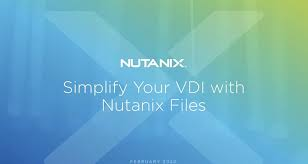 NUTANIX
Simplify Your VDI with
Nutanix Files
FEBRUARY